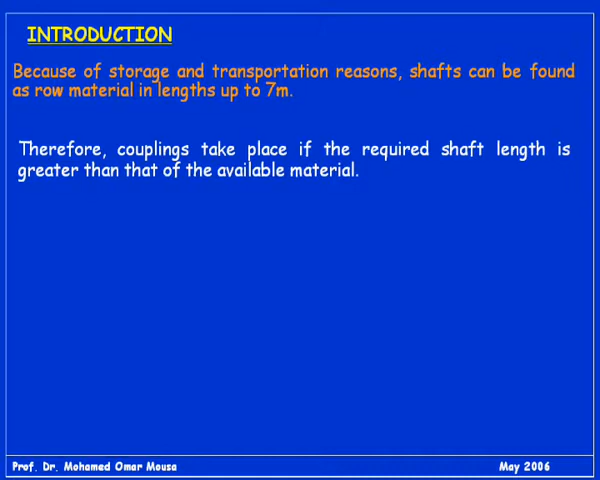 INTRODUCTION
Because of storage and transportation reasons, shafts can be found
as row material in lengths up to 7m.
Therefore, couplings take place if the required shaft length is
greater than that of the available material.
Prof. Dr. Mohamed Omar Mousa May 2006